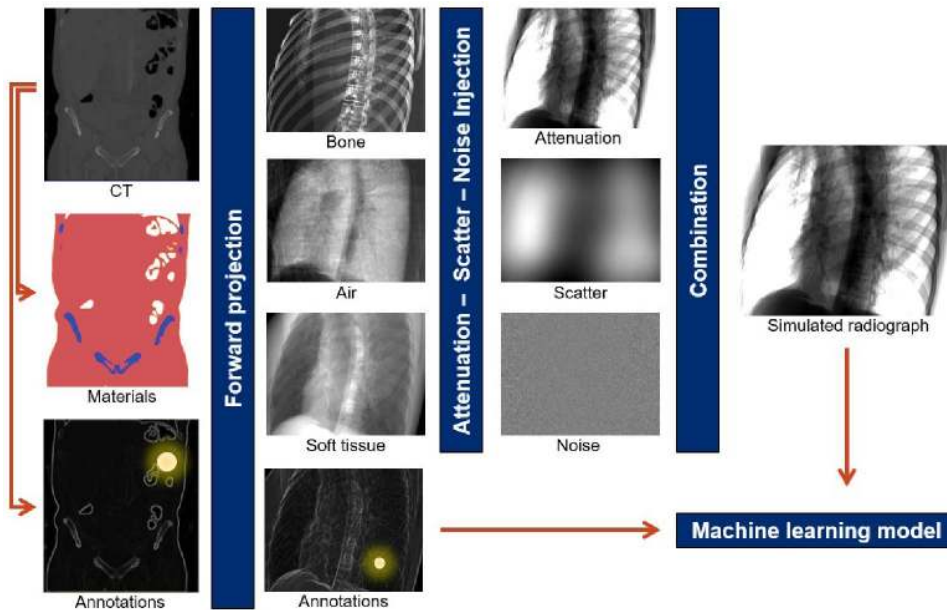 CT
Materials
Annotations
Forward projection
Bone
Air
Soft tissue
Annotations
Attenuation – Scatter – Noise Injection
Attenuation
Scatter
Noise
Combination
Simulated radiograph
Machine learning model